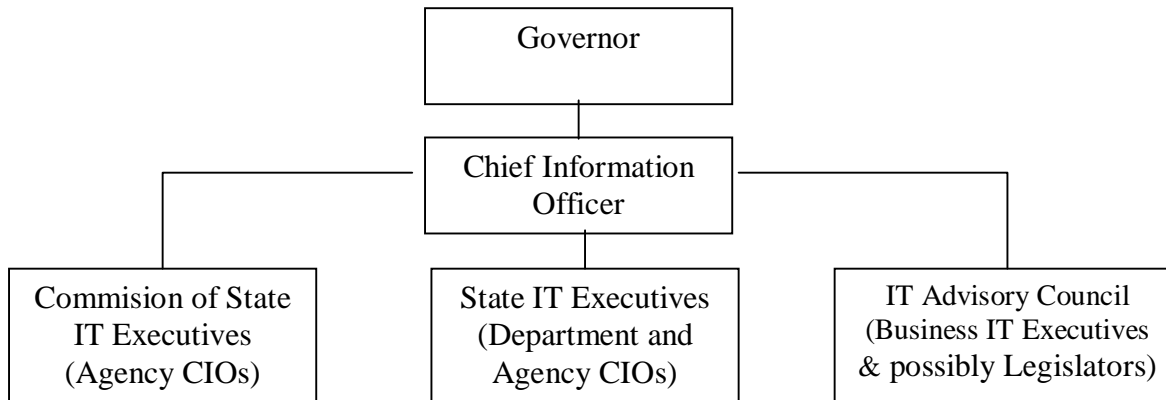 Governor
Chief Information
Officer
Commision of State
IT Executives
(Agency CIOs)
State IT Executives
(Department and
Agency CIOs)
IT Advisory Council
(Business IT Executives
& possibly Legislators)